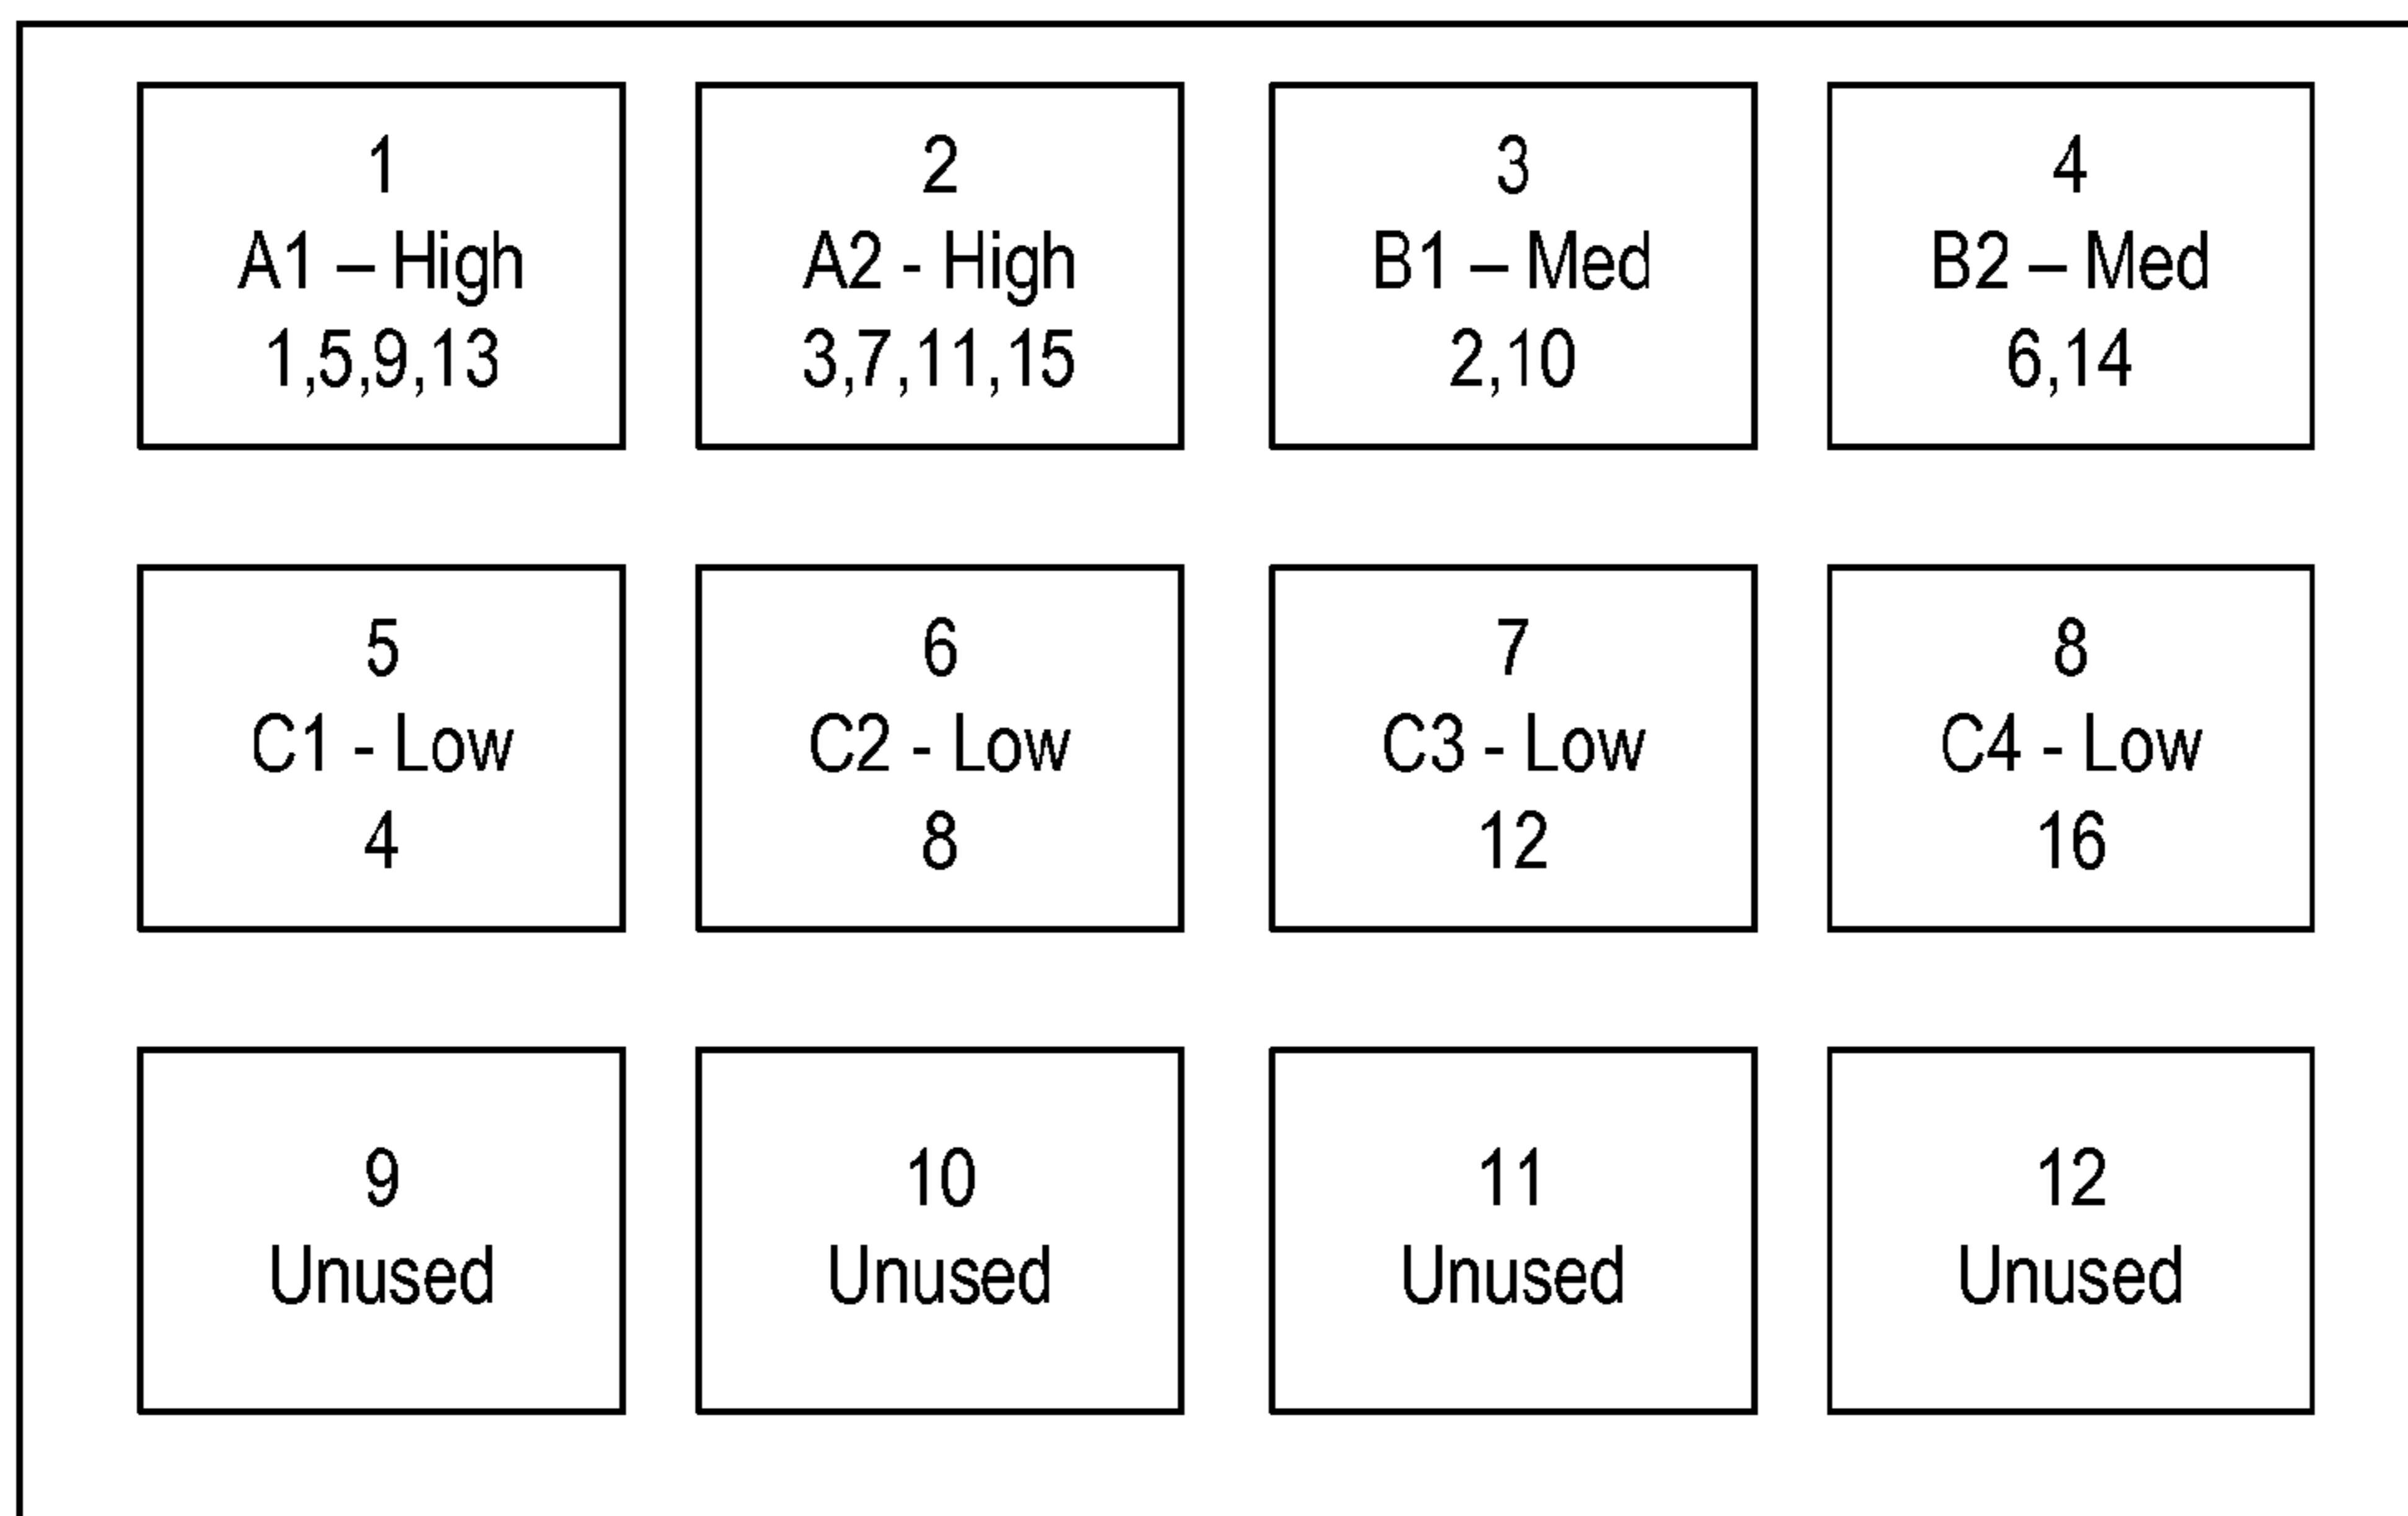 1
A1 – High
1,5,9,13
2
A2 - High
3,7,11,15
3
B1 – Med
2,10
4
B2 – Med
6,14
5
C1 - Low
4
6
C2 - Low
8
7
C3 - Low
12
8
C4 - Low
16
9
Unused
10
Unused
11
Unused
12
Unused